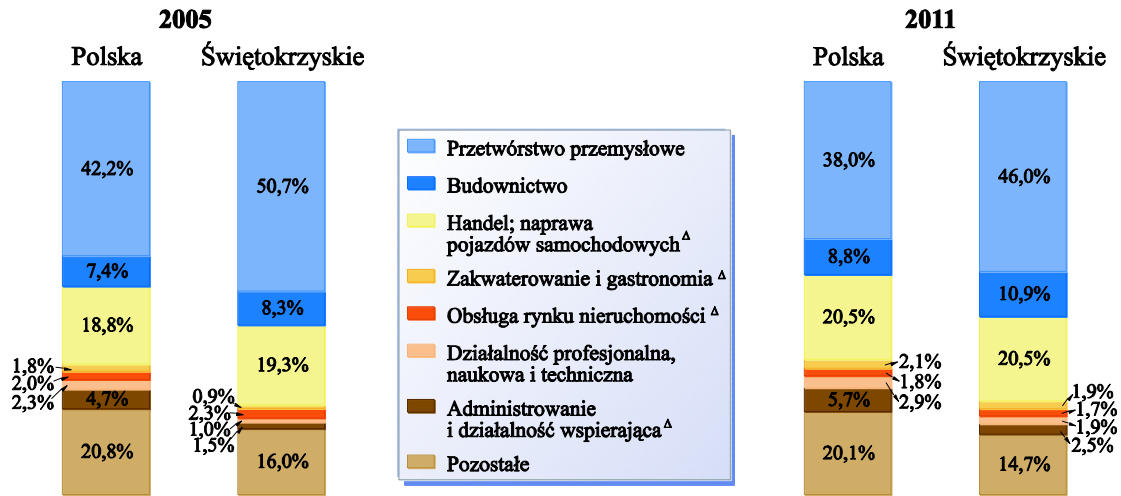 2005
Polska
Świętokrzyskie
42,2%
7,4%
18,8%
1,8%
2,0%
2,3%
4,7%
20,8%
50,7%
8,3%
19,3%
0,9%
2,3%
1,0%
1,5%
16,0%
Przetwórstwo przemysłowe
Budownictwo
Handel; naprawa
pojazdów samochodowych Δ
Zakwaterowanie i gastronomia Δ
Obsługa rynku nieruchomości Δ
Działalność profesjonalna,
naukowa i techniczna
Administrowanie
i działalność wspierająca Δ
Pozostałe
2011
Polska
Świętokrzyskie
38,0%
8,8%
20,5%
2,1%
1,8%
2,9%
5,7%
20,1%
46,0%
10,9%
20,5%
1,9%
1,7%
1,9%
2,5%
14,7%